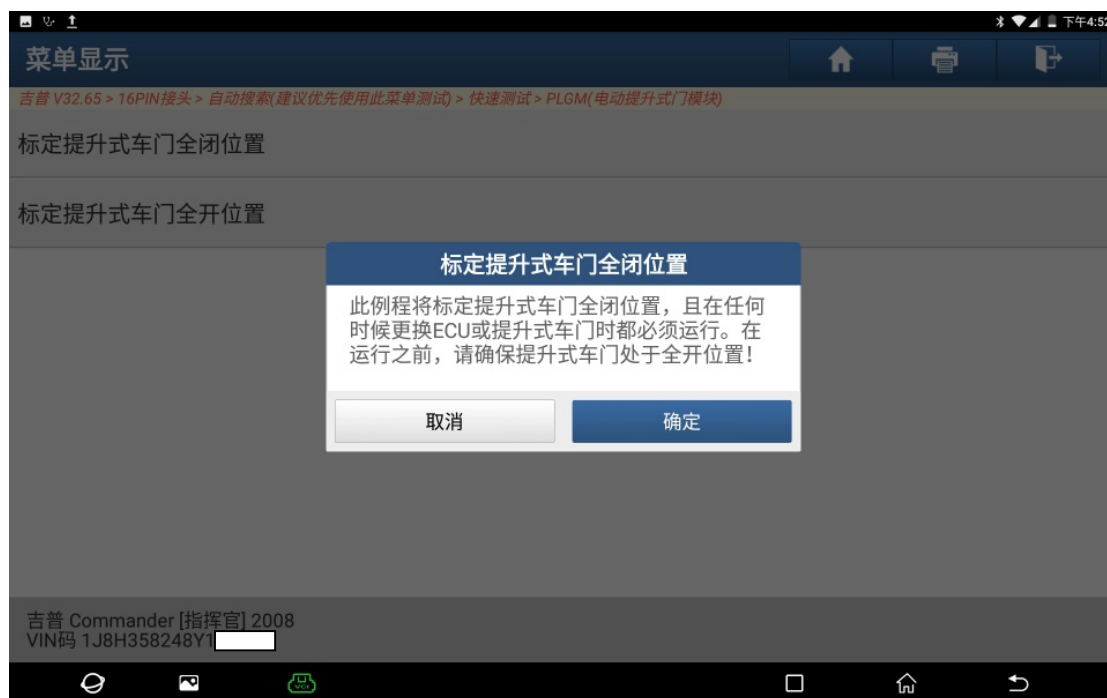 下午4:52
菜单显示
吉普 V32.65 > 16PIN接头 > 自动搜索(建议优先使用此菜单测试) > 快速测试 > PLGM(电动提升式门模块)
标定提升式车门全闭位置
标定提升式车门全开位置
标定提升式车门全闭位置
此例程将标定提升式车门全闭位置，且在任何
时候更换ECU或提升式车门时都必须运行。在
运行之前，请确保提升式车门处于全开位置！
取消 确定
吉普 Commander [指挥官] 2008
VIN码 1J8H358248Y1
VCI